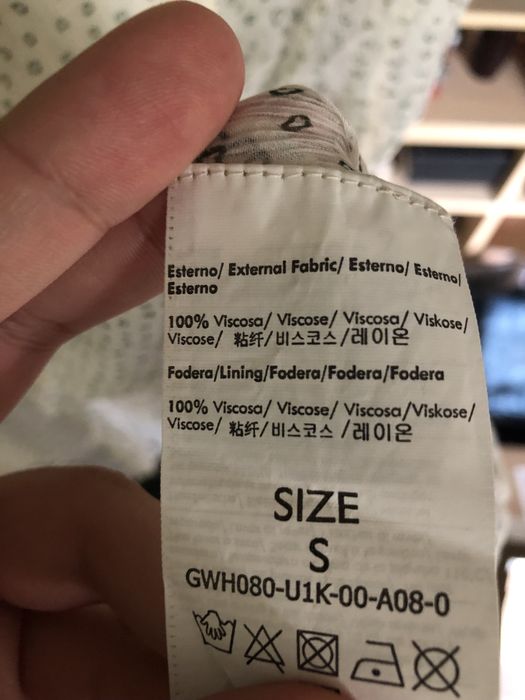 Esterno/ External Fabric/ Esterno/ Esterno/
Esterno
100% Viscosa/ Viscose/ Viscosa/ Viskose/
Viscose/ 粘纤/비스코스/레이온
Fodera/Lining/Fodera/Fodera/Fodera
100% Viscosa/ Viscose/ Viscosa/Viskose/
Viscose/ 粘纤/비스코스/레이온
SIZE
S
GWH080-U1K-00-A08-0